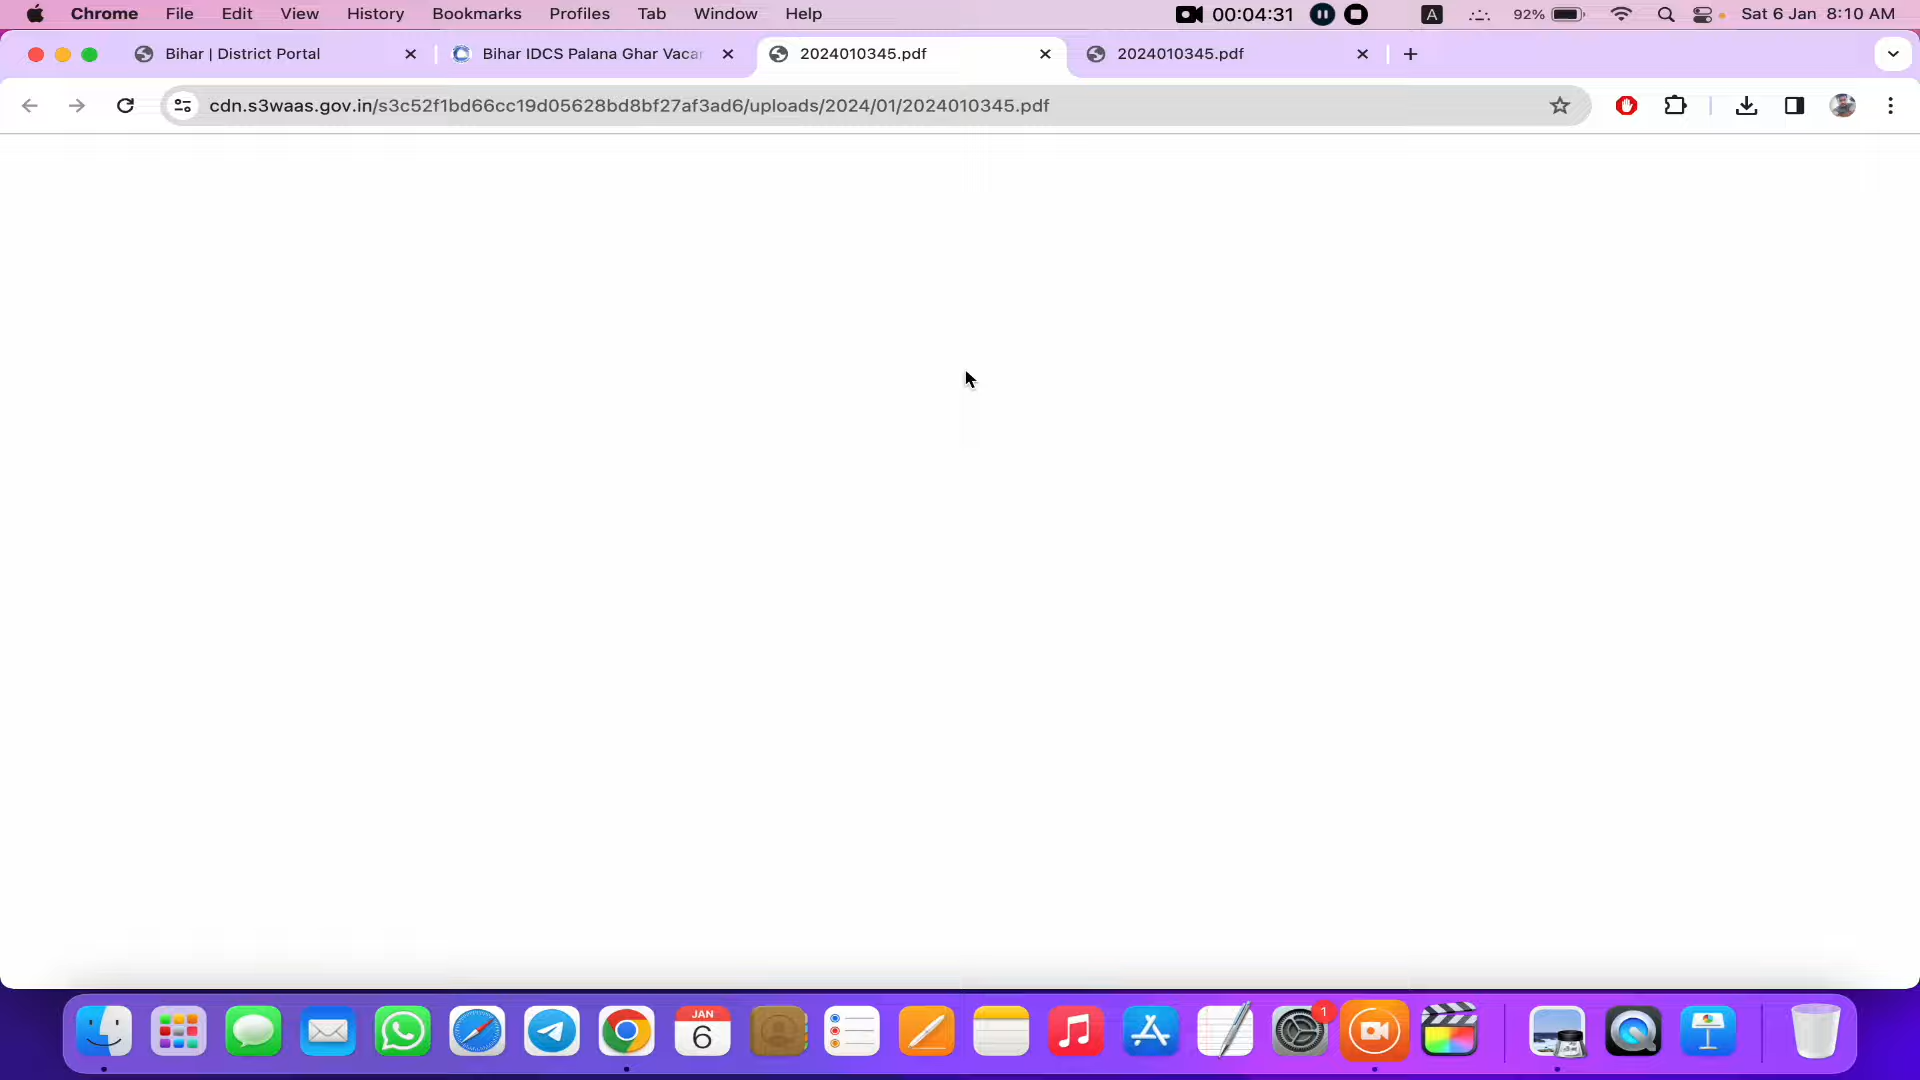 Chrome File Edit View History Bookmarks Profiles Tab Window Help 00:04:31 A 92% Sat 6 Jan 8:10 AM
Bihar | District Portal Bihar IDCS Palana Ghar Vacar 2024010345.pdf 2024010345.pdf
cdn.s3waas.gov.in/s3c52f1bd66cc19d05628bd8bf27af3ad6/uploads/2024/01/2024010345.pdf
JAN 1
6